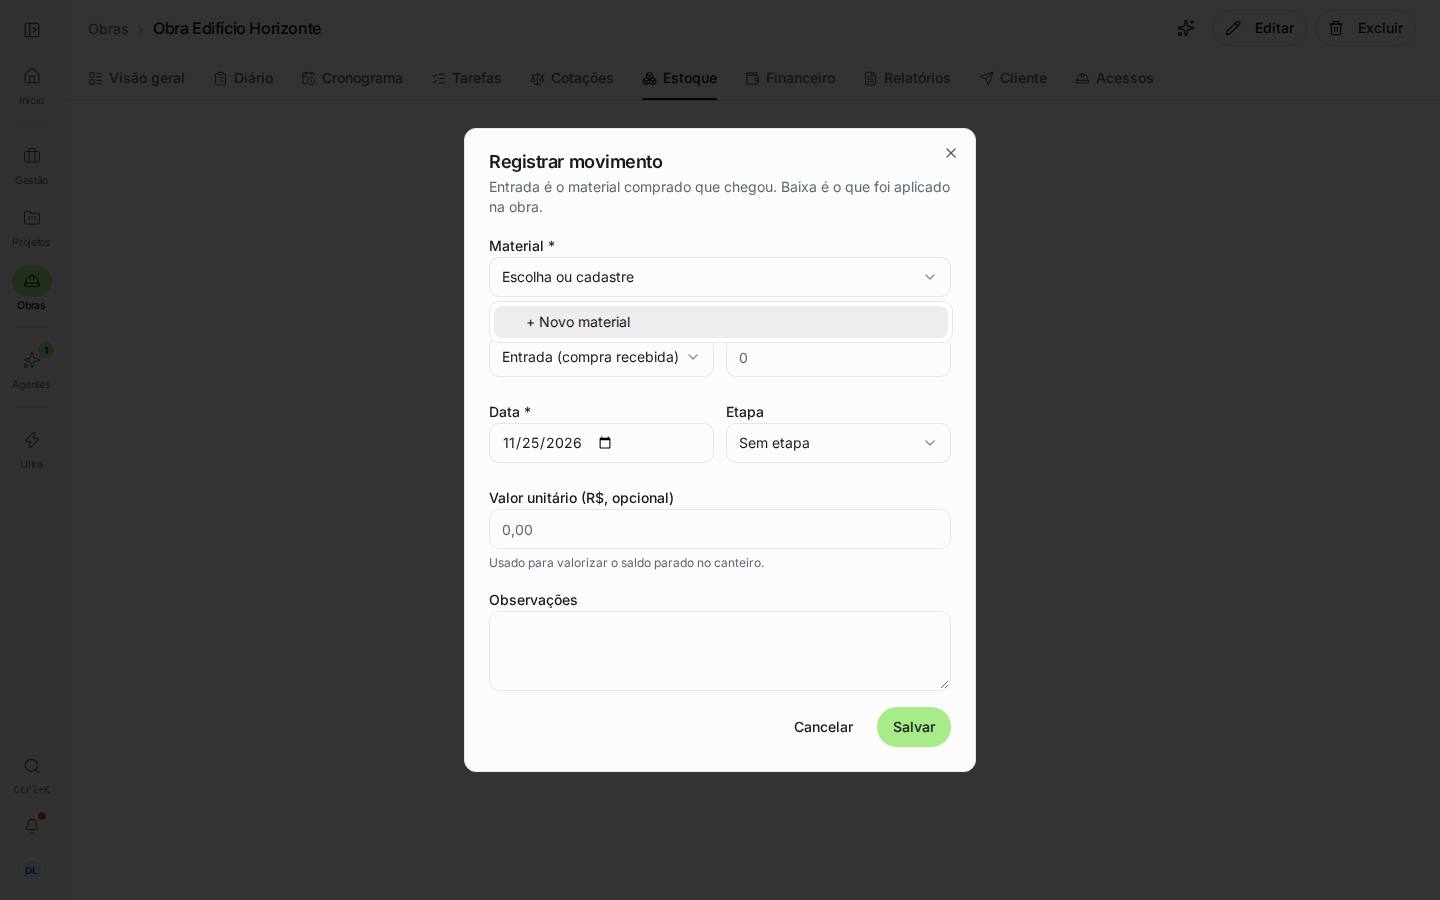 Obras
Obra Edifício Horizonte
Editar
Excluir
Visão geral
Diário
Cronograma
Tarefas
Cotações
Estoque
Financeiro
Relatórios
Cliente
Acessos
Início
Gestão
Projetos
Obras
1
Agentes
Ultra
Ctrl+K
DL
Registrar movimento
Entrada é o material comprado que chegou. Baixa é o que foi aplicado
na obra.
Material *
Escolha ou cadastre
+ Novo material
Entrada (compra recebida)
0
Data *
Etapa
11/25/2026
Sem etapa
Valor unitário (R$, opcional)
0,00
Usado para valorizar o saldo parado no canteiro.
Observações
Cancelar
Salvar